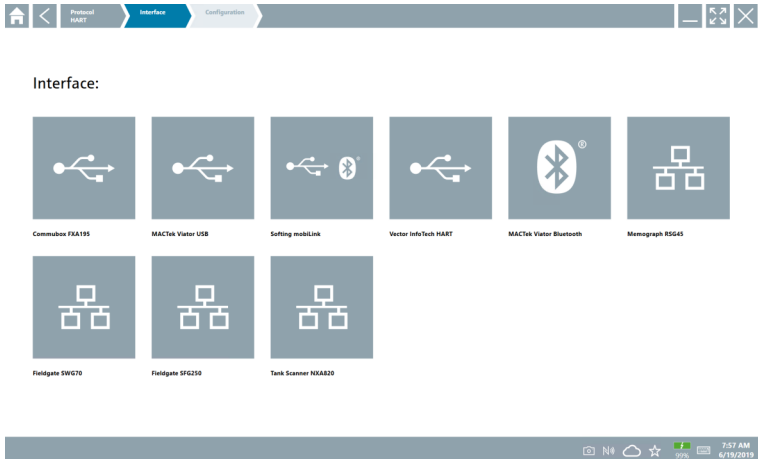 Protocol
HART
Interface
Configuration
Interface:
Commubox FXA195
MACTek Viator USB
Softing mobiLink
Vector InfoTech HART
MACTek Viator Bluetooth
Memograph RSG45
Fieldgate SWG70
Fieldgate SFG250
Tank Scanner NXA820
99%
7:57 AM
6/19/2019